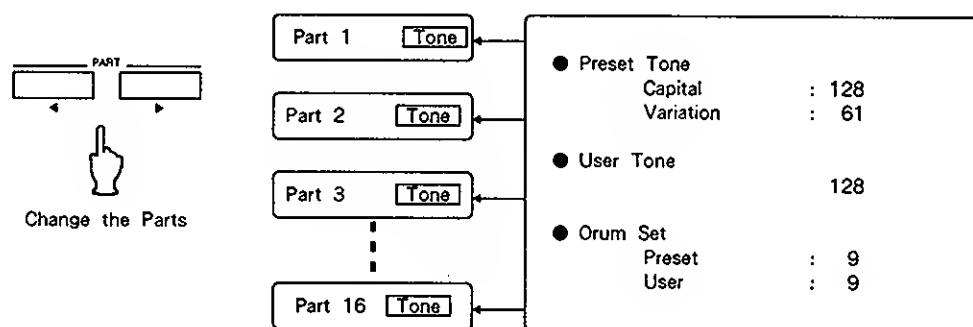 PART
Change the Parts
Part 1 Tone
Part 2 Tone
Part 3 Tone
Part 16 Tone
● Preset Tone
Capital : 128
Variation : 61
● User Tone
128
● Orum Set
Preset : 9
User : 9